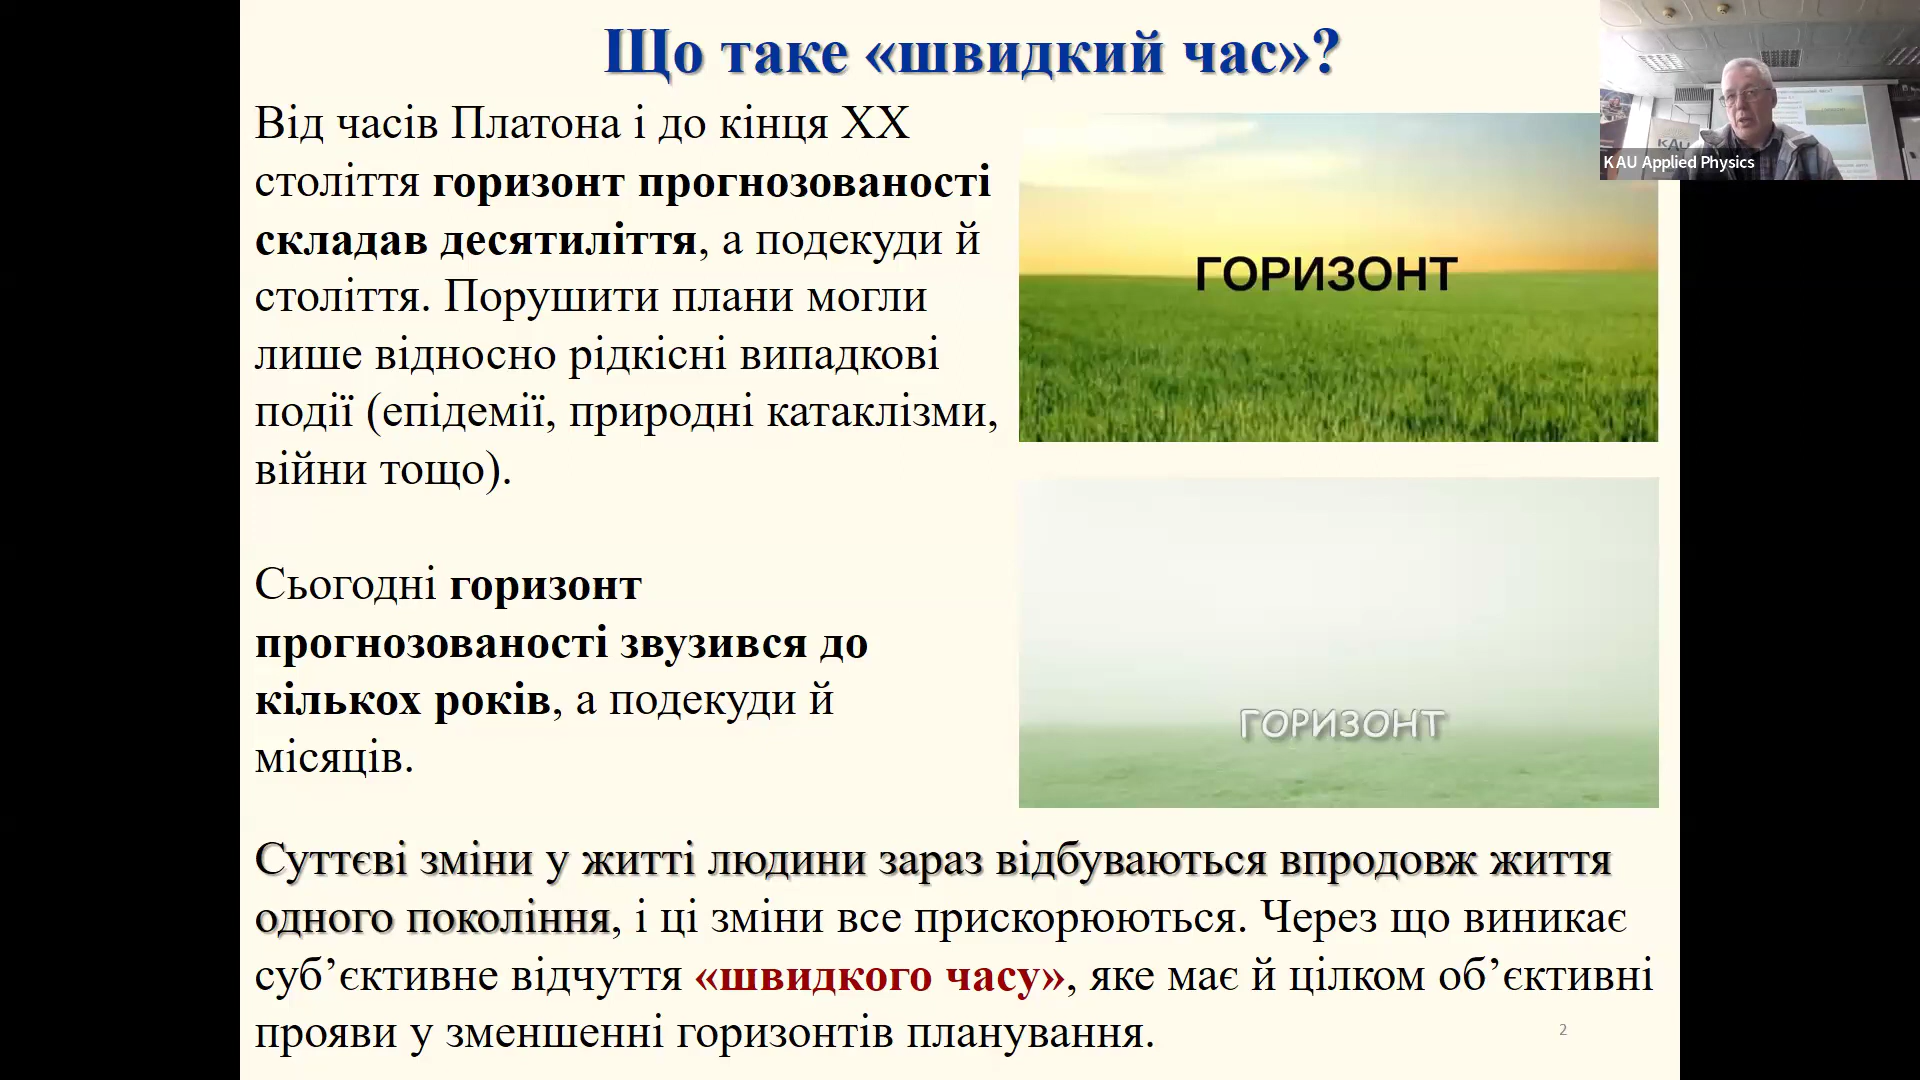 Що таке «швидкий час»?
Від часів Платона і до кінця XX
століття горизонт прогнозованості
складав десятиліття, а подекуди й
століття. Порушити плани могли
лише відносно рідкісні випадкові
події (епідемії, природні катаклізми,
війни тощо).
Сьогодні горизонт
прогнозованості звузився до
кількох років, а подекуди й
місяців.
ГОРИЗОНТ
ГОРИЗОНТ
Суттєві зміни у житті людини зараз відбуваються впродовж життя
одного покоління, і ці зміни все прискорюються. Через що виникає
суб’єктивне відчуття «швидкого часу», яке має й цілком об’єктивні
прояви у зменшенні горизонтів планування.
2
KAU
KAU Applied Physics